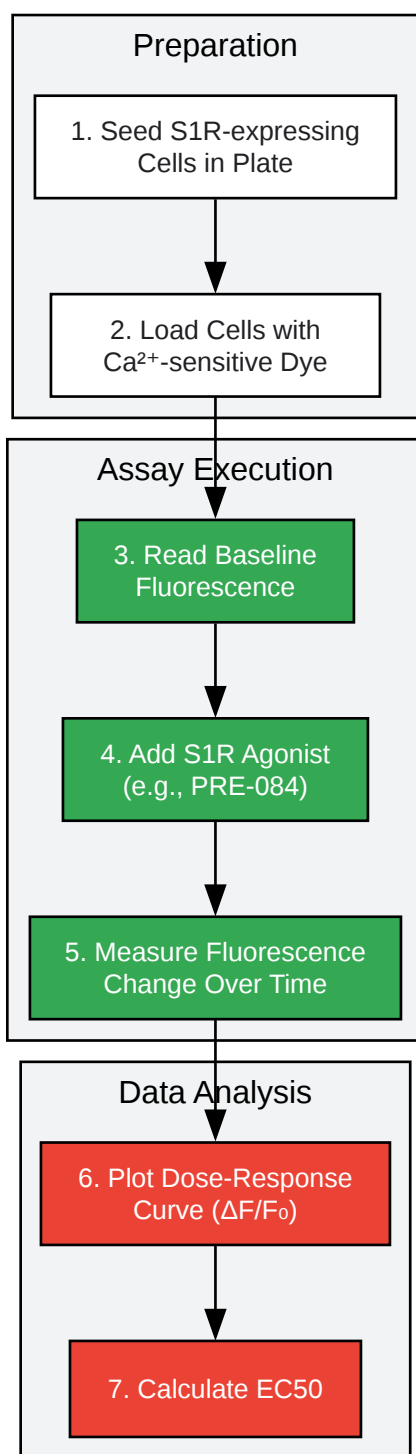 Preparation
1. Seed S1R-expressing
Cells in Plate
2. Load Cells with
Ca²⁺-sensitive Dye
Assay Execution
3. Read Baseline
Fluorescence
4. Add S1R Agonist
(e.g., PRE-084)
5. Measure Fluorescence
Change Over Time
Data Analysis
6. Plot Dose-Response
Curve (ΔF/F₀)
7. Calculate EC50